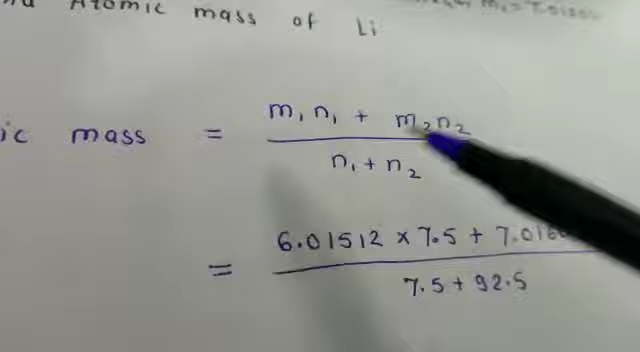 Atomic mass of Li
ic mass = m₁n₁ + m₂n₂ / n₁ + n₂
= 6.01512 × 7.5 + 7.016 / 7.5 + 92.5